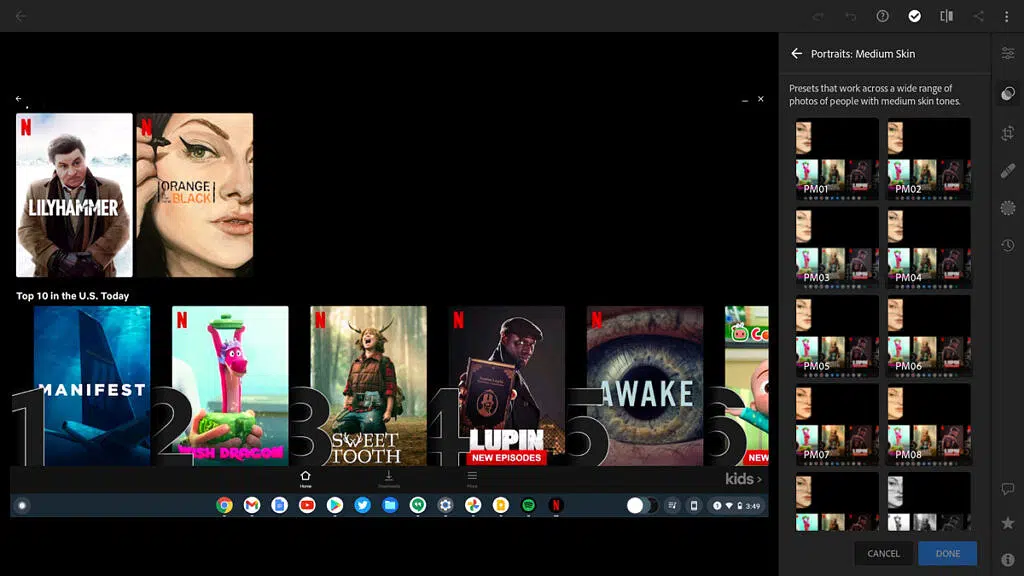 Portraits: Medium Skin
Presets that work across a wide range of
photos of people with medium skin tones.
N
LILYHAMMER
N
ORANGE
BLACK
Top 10 in the U.S. Today
1
MANIFEST
2
N
WISH DRAGON
3
N
SWEET
TOOTH
4
N
LUPIN
NEW EPISODES
5
N
AWAKE
6
Co
NEW
Home
Downloads
More
kids >
N
1
3:49
PM01
PM02
PM03
PM04
PM05
PM06
PM07
PM08
CANCEL
DONE